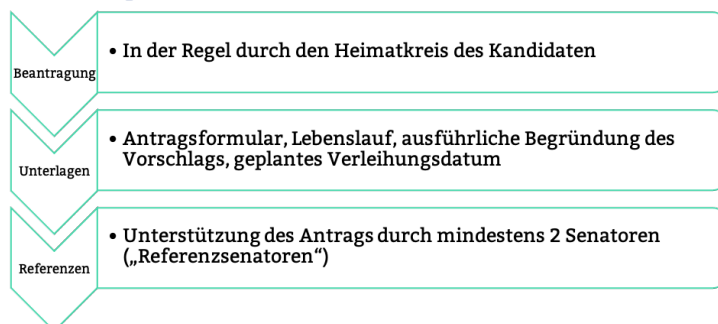 Beantragung
• In der Regel durch den Heimatkreis des Kandidaten
Unterlagen
• Antragsformular, Lebenslauf, ausführliche Begründung des
Vorschlags, geplantes Verleihungsdatum
Referenzen
• Unterstützung des Antrags durch mindestens 2 Senatoren
(„Referenzsenatoren“)